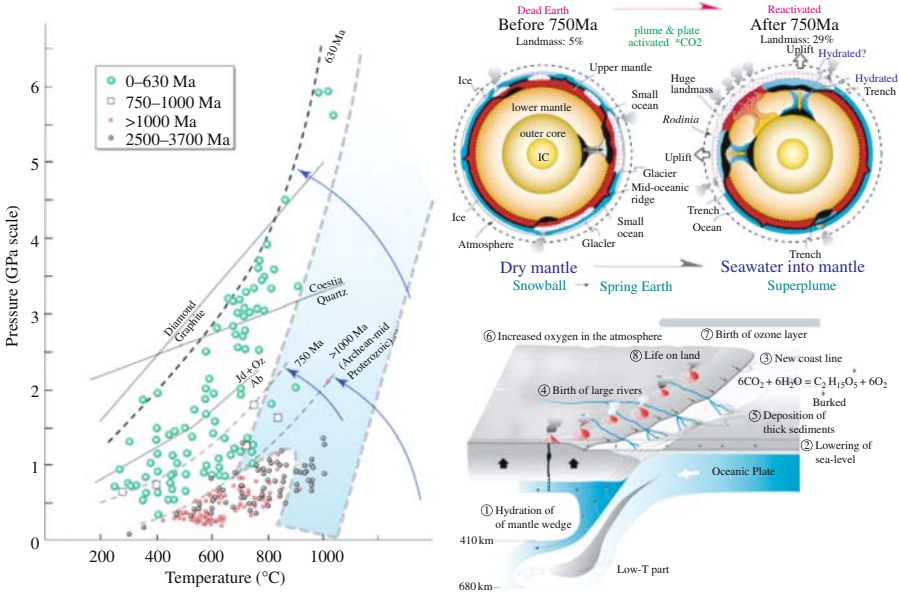 Pressure (GPa scale)
6
5
4
3
2
1
0
200
400
600
800
1000
Temperature (°C)
0–630 Ma
750–1000 Ma
>1000 Ma
2500–3700 Ma
630 Ma
Diamond
Graphite
Coestia
Quartz
Jd + Oz
Ab
750 Ma
>1000 Ma
(Archean-mid
Proterozoic)
Dead Earth
Before 750Ma
Landmass: 5%
plume & plate
activated *CO2
Reactivated
After 750Ma
Landmass: 29%
Ice
Upper mantle
lower mantle
outer core
IC
Small
ocean
Glacier
Mid-oceanic
ridge
Small
ocean
Glacler
Ice
Atmosphere
Uplift
Hydrated?
Hydrated
Trench
Huge
landmass
Rodinia
Uplift
Trench
Ocean
Trench
Dry mantle
Seawater into mantle
Snowball
Spring Earth
Superplume
⑥ Increased oxygen in the atmosphere
⑦ Birth of ozone layer
⑧ Life on land
③ New coast line
④ Birth of large rivers
6CO2 + 6H2O = C2 H15O5 + 6O2
Burked
⑤ Deposition of
thick sediments
② Lowering of
sea-level
Oceanic Plate
① Hydration of
of mantle wedge
410 km
Low-T part
680 km